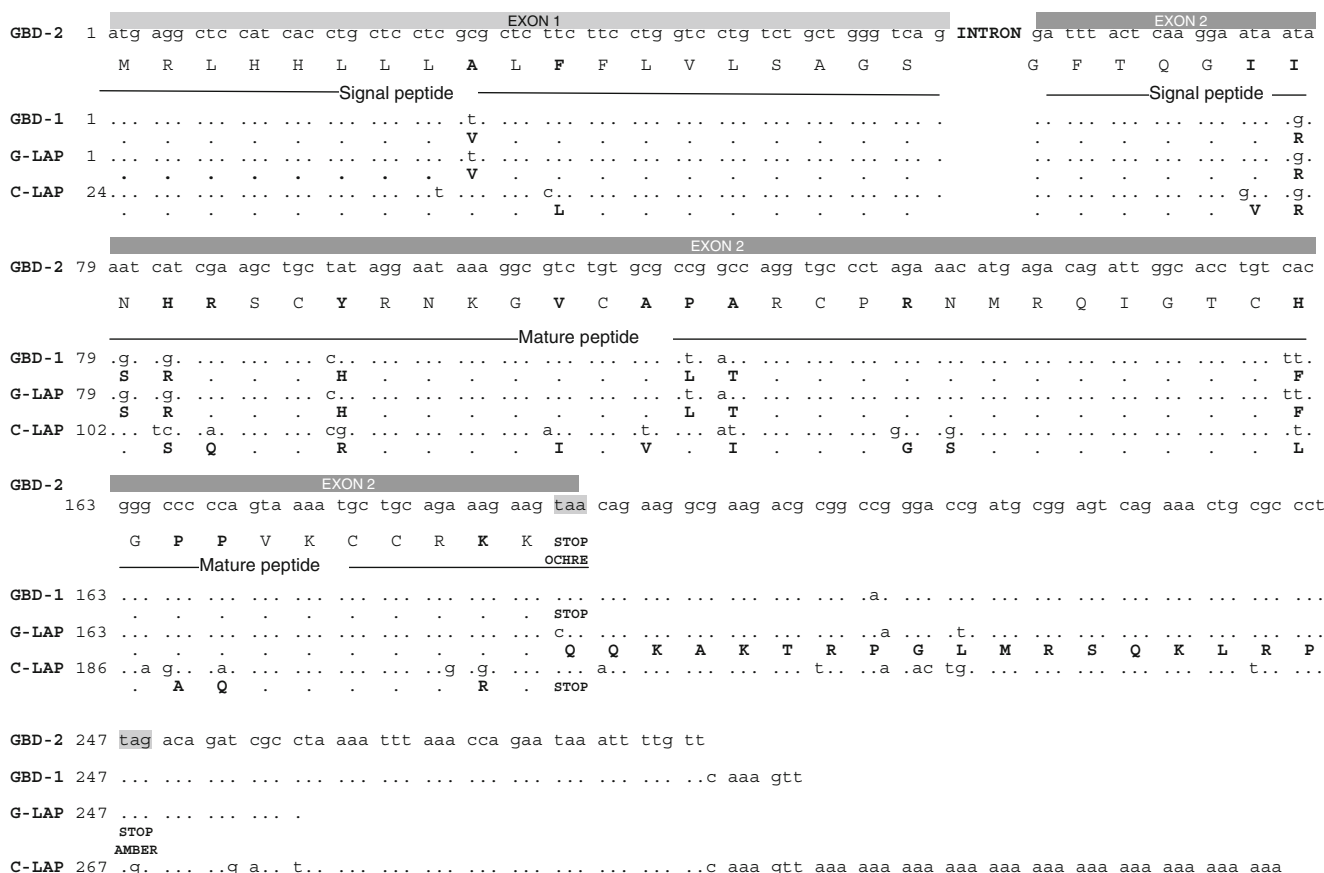 EXON 1 EXON 2
GBD-2 1 atg agg ctc cat cac ctg ctc ctc gcg ctc ttc ttc ctg gtc ctg tct gct ggg tca g INTRON ga ttt act caa gga ata ata
M R L H H L L L A L F F L V L S A G S G F T Q G I I
Signal peptide Signal peptide
GBD-1 1 ... ... ... ... ... ... ... ... .t. ... ... ... ... ... ... ... ... ... ... . .. ... ... ... ... ... .g.
. . . . . . . . V . . . . . . . . . . . . . . . . R
G-LAP 1 ... ... ... ... ... ... ... ... .t. ... ... ... ... ... ... ... ... ... ... . .. ... ... ... ... ... .g.
. . . . . . . . V . . . . . . . . . . . . . . . . R
C-LAP 24 ... ... ... ... ... ... ... ..t ... ... c.. ... ... ... ... ... ... ... ... . .. ... ... ... ... g.. .g.
. . . . . . . . . . L . . . . . . . . . . . . . V R
EXON 2
GBD-2 79 aat cat cga agc tgc tat agg aat aaa ggc gtc tgt gcg ccg gcc agg tgc cct aga aac atg aga cag att ggc acc tgt cac
N H R S C Y R N K G V C A P A R C P R N M R Q I G T C H
Mature peptide
GBD-1 79 .g. .g. ... ... ... c.. ... ... ... ... ... ... ... .t. a.. ... ... ... ... ... ... ... ... ... ... ... ... tt.
S R . . . H . . . . . . . L T . . . . . . . . . . . . F
G-LAP 79 .g. .g. ... ... ... c.. ... ... ... ... ... ... ... .t. a.. ... ... ... ... ... ... ... ... ... ... ... ... tt.
S R . . . H . . . . . . . L T . . . . . . . . . . . . F
C-LAP 102 ... tc. .a. ... ... cg. ... ... ... ... a.. ... .t. ... at. ... ... ... g.. .g. ... ... ... ... ... ... ... .t.
. S Q . . R . . . . I . V . I . . . G S . . . . . . . L
GBD-2 EXON 2
163 ggg ccc cca gta aaa tgc tgc aga aag aag taa cag aag gcg aag acg cgg ccg gga ccg atg cgg agt cag aaa ctg cgc cct
G P P V K C C R K K STOP
Mature peptide OCHRE
GBD-1 163 ... ... ... ... ... ... ... ... ... ... ... ... ... ... ... ... ... .a. ... ... ... ... ... ... ... ... ... ...
. . . . . . . . . . STOP
G-LAP 163 ... ... ... ... ... ... ... ... ... ... c.. ... ... ... ... ... ... ..a ... .t. ... ... ... ... ... ... ... ...
. . . . . . . . . . Q Q K A K T R P G L M R S Q K L R P
C-LAP 186 ..a g.. .a. ... ... ... ... ..g .g. ... ... a.. ... ... ... ... t.. ..a .ac tg. ... ... ... ... ... ... t.. ...
. A Q . . . . . R . STOP
GBD-2 247 tag aca gat cgc cta aaa ttt aaa cca gaa taa att ttg tt
GBD-1 247 ... ... ... ... ... ... ... ... ... ... ... ... ... ..c aaa gtt
G-LAP 247 ... ... ... ... .
STOP
AMBER
C-LAP 267 .g. ... ..g a.. t.. ... ... ... ... ... ... ... ... ..c aaa gtt aaa aaa aaa aaa aaa aaa aaa aaa aaa aaa aaa